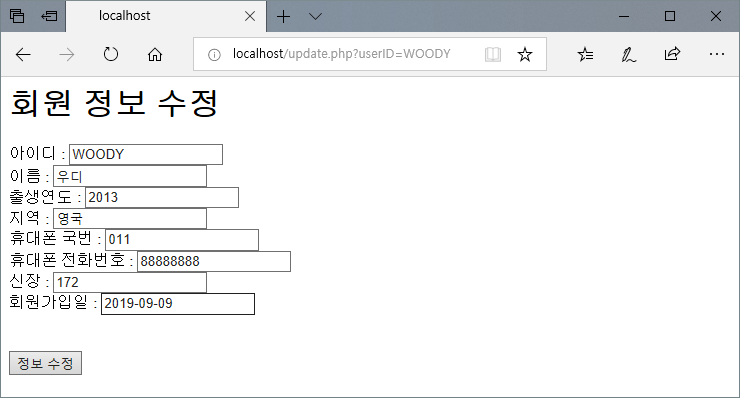 localhost
localhost/update.php?userID=WOODY
회원 정보 수정
아이디 : WOODY
이름 : 우디
출생연도 : 2013
지역 : 영국
휴대폰 국번 : 011
휴대폰 전화번호 : 88888888
신장 : 172
회원가입일 : 2019-09-09
정보 수정